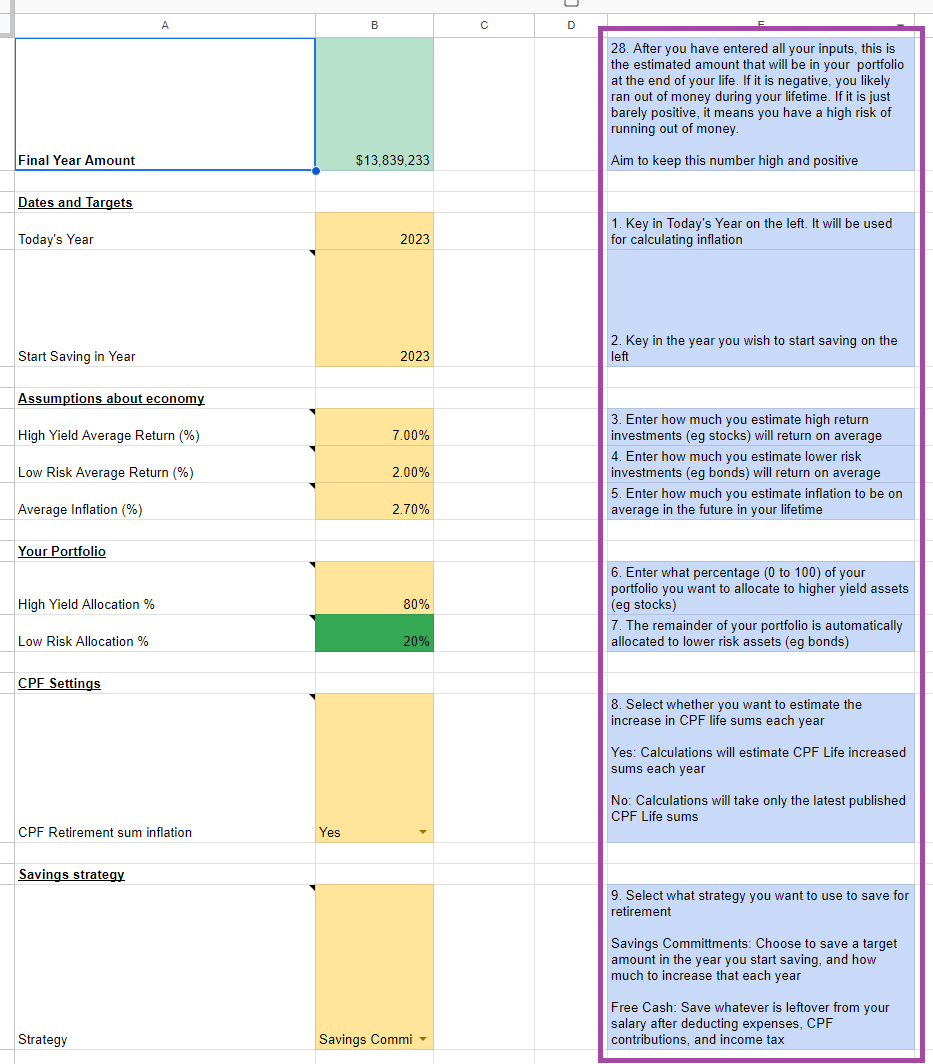 A B C D E
Final Year Amount
$13,839,233
28. After you have entered all your inputs, this is
the estimated amount that will be in your portfolio
at the end of your life. If it is negative, you likely
ran out of money during your lifetime. If it is just
barely positive, it means you have a high risk of
running out of money.
Aim to keep this number high and positive
Dates and Targets
Today's Year
2023
1. Key in Today's Year on the left. It will be used
for calculating inflation
Start Saving in Year
2023
2. Key in the year you wish to start saving on the
left
Assumptions about economy
High Yield Average Return (%)
7.00%
3. Enter how much you estimate high return
investments (eg stocks) will return on average
Low Risk Average Return (%)
2.00%
4. Enter how much you estimate lower risk
investments (eg bonds) will return on average
Average Inflation (%)
2.70%
5. Enter how much you estimate inflation to be on
average in the future in your lifetime
Your Portfolio
High Yield Allocation %
80%
6. Enter what percentage (0 to 100) of your
portfolio you want to allocate to higher yield assets
(eg stocks)
Low Risk Allocation %
20%
7. The remainder of your portfolio is automatically
allocated to lower risk assets (eg bonds)
CPF Settings
CPF Retirement sum inflation
Yes
8. Select whether you want to estimate the
increase in CPF life sums each year
Yes: Calculations will estimate CPF Life increased
sums each year
No: Calculations will take only the latest published
CPF Life sums
Savings strategy
Strategy
Savings Commi
9. Select what strategy you want to use to save for
retirement
Savings Committments: Choose to save a target
amount in the year you start saving, and how
much to increase that each year
Free Cash: Save whatever is leftover from your
salary after deducting expenses, CPF
contributions, and income tax